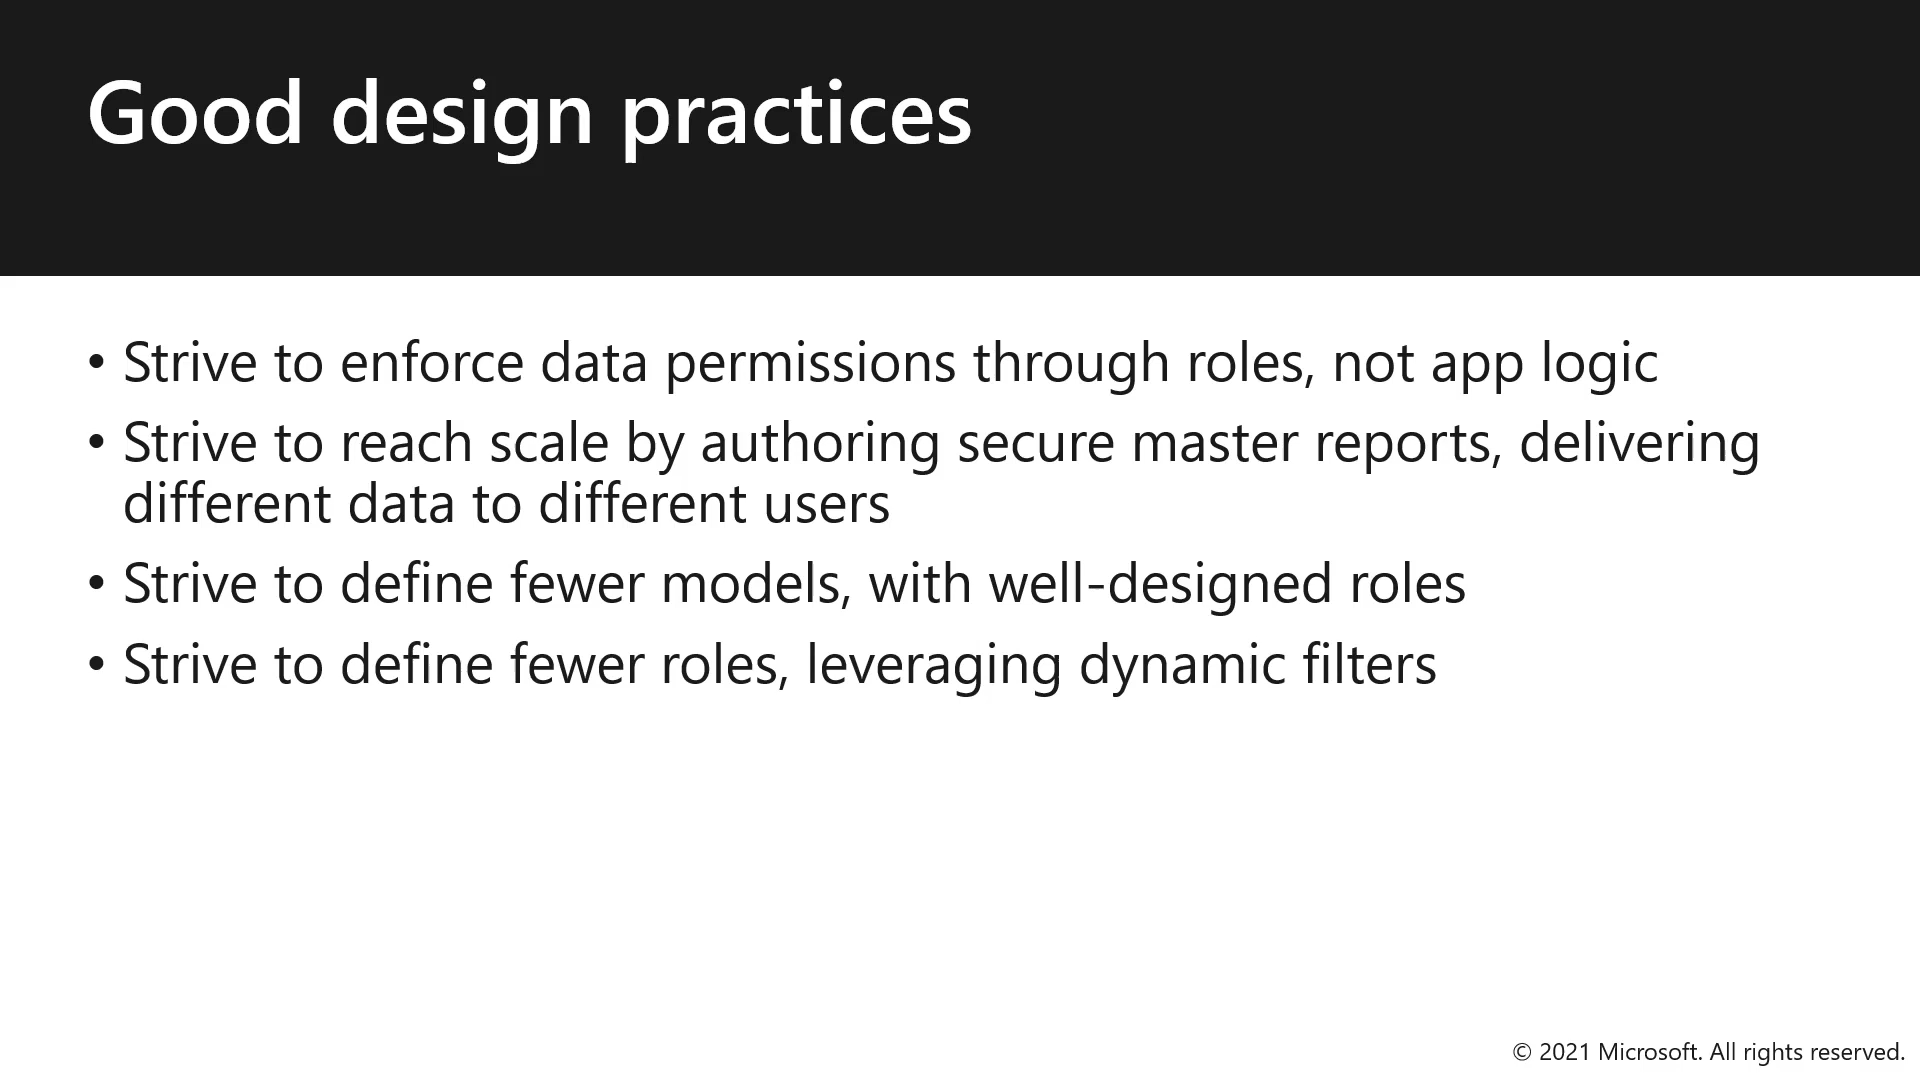 Good design practices
• Strive to enforce data permissions through roles, not app logic
• Strive to reach scale by authoring secure master reports, delivering
different data to different users
• Strive to define fewer models, with well-designed roles
• Strive to define fewer roles, leveraging dynamic filters
© 2021 Microsoft. All rights reserved.